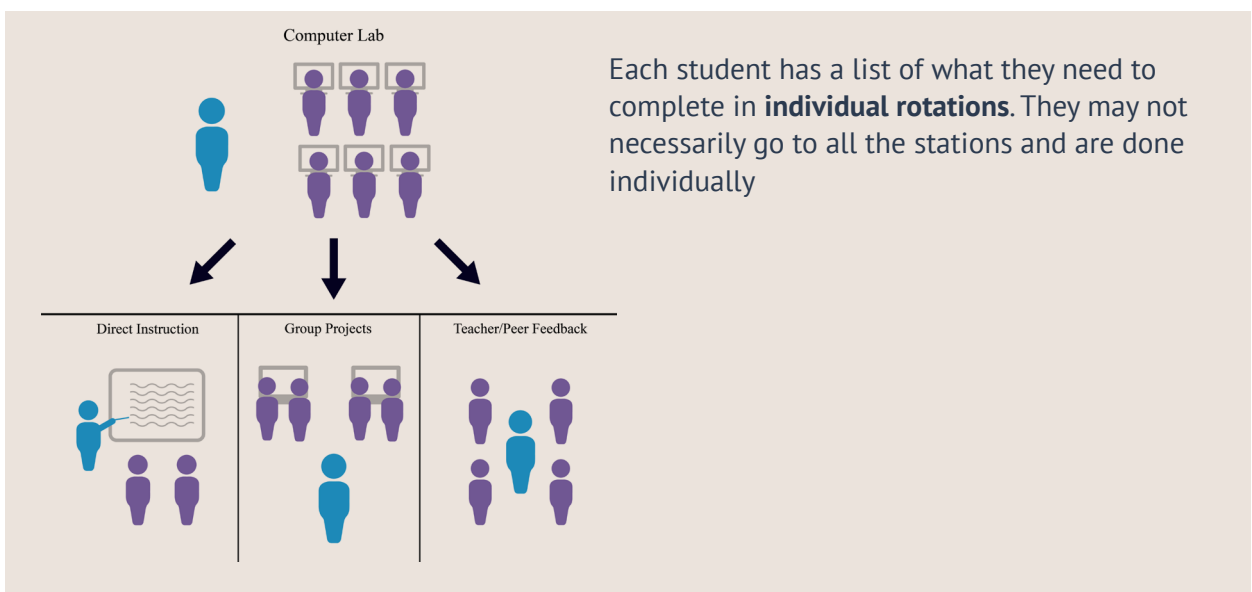 Computer Lab
Each student has a list of what they need to
complete in individual rotations. They may not
necessarily go to all the stations and are done
individually
Direct Instruction
Group Projects
Teacher/Peer Feedback